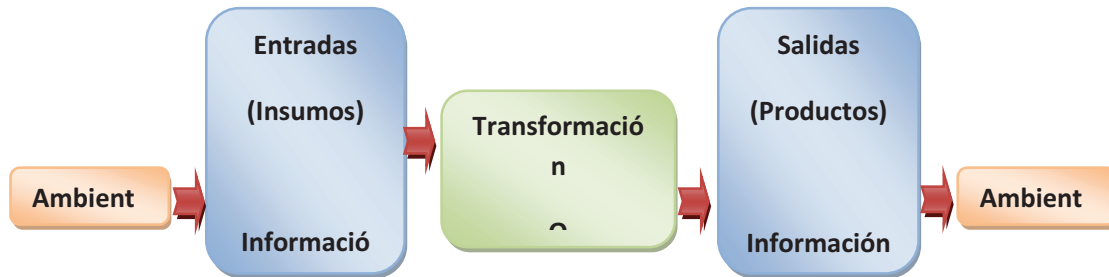 Ambient
Entradas
(Insumos)
Informació
Transformació
n
Salidas
(Productos)
Información
Ambient